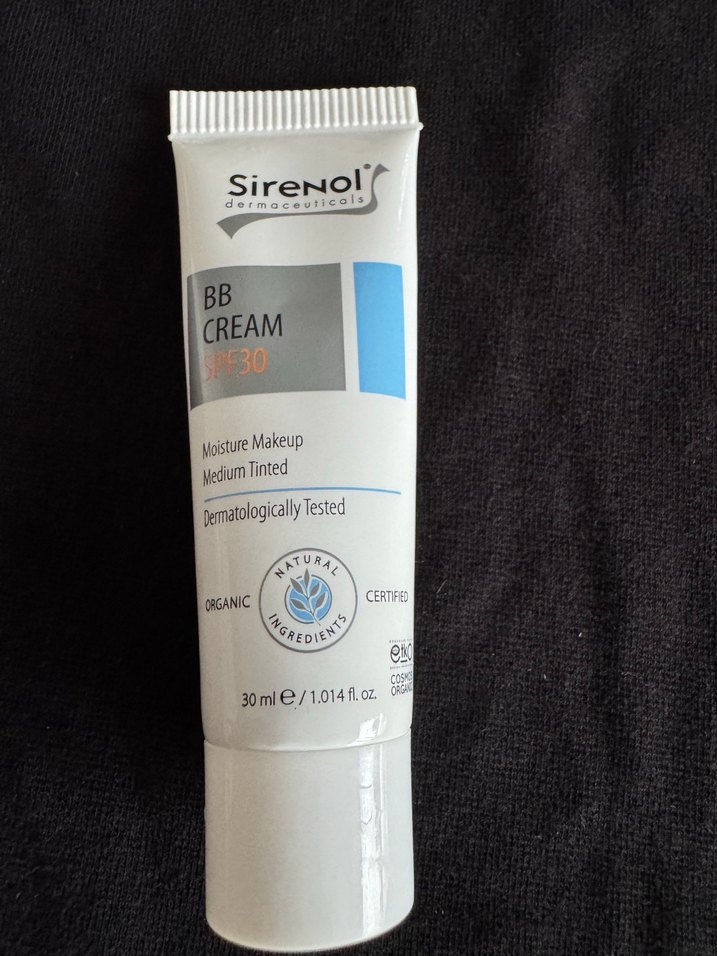 SireNol
dermaceuticals
BB
CREAM
SPF30
Moisture Makeup
Medium Tinted
Dermatologically Tested
NATURAL
ORGANIC
CERTIFIED
INGREDIENTS
etko
COSMOS
ORGANIC
30 ml e / 1.014 fl. oz.